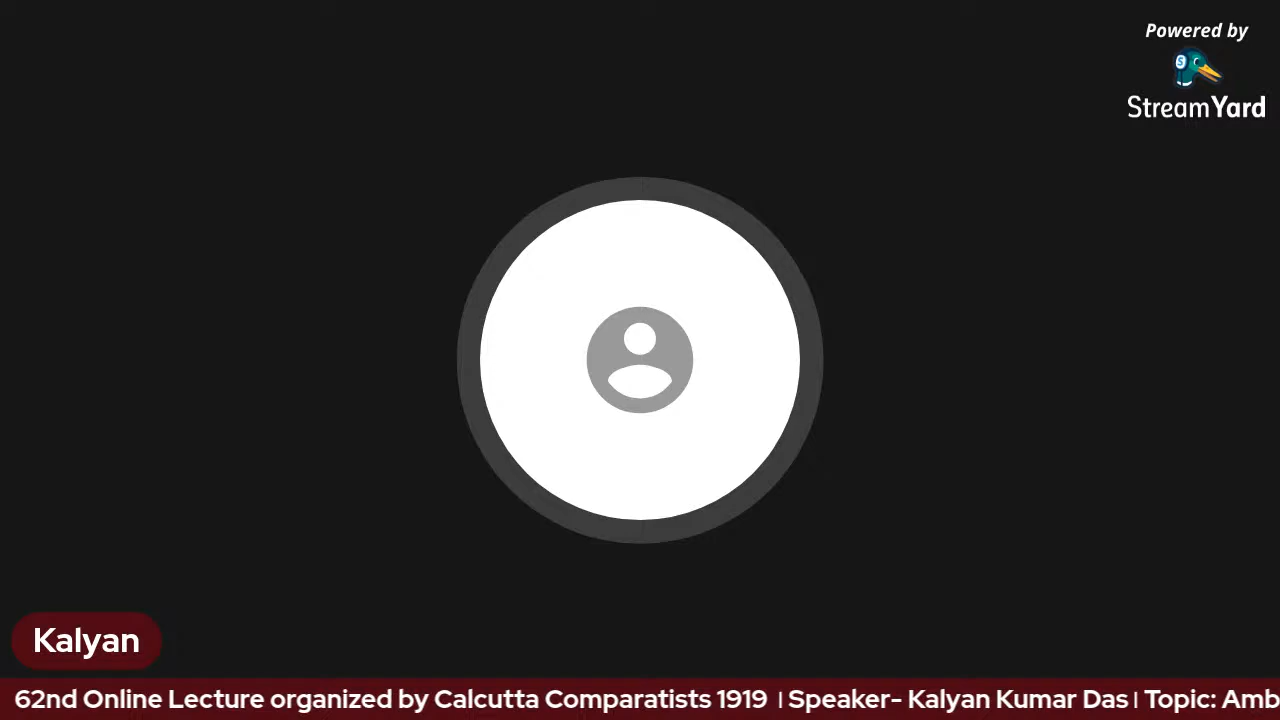 Powered by
S
StreamYard
Kalyan
62nd Online Lecture organized by Calcutta Comparatists 1919 | Speaker- Kalyan Kumar Das | Topic: Amb